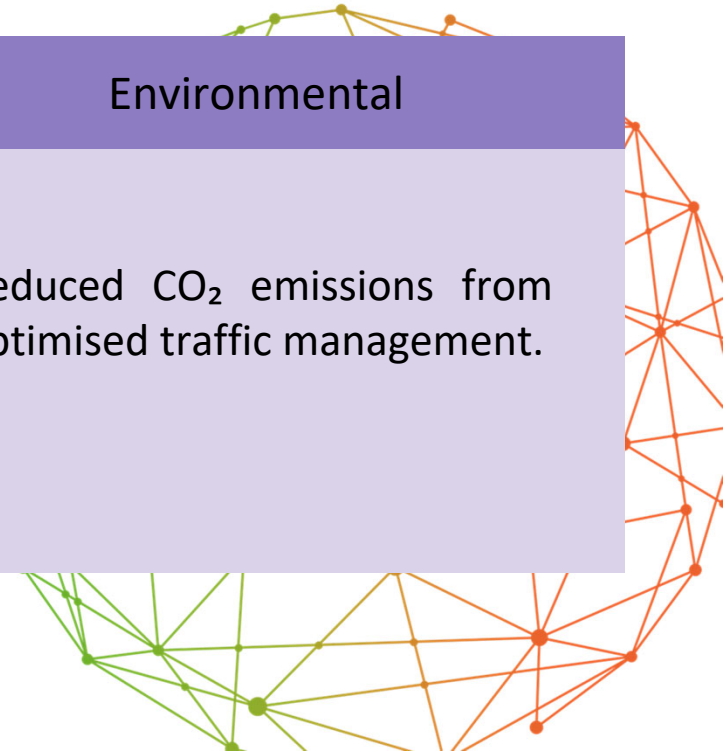 Environmental
educed CO₂ emissions from
ptimised traffic management.